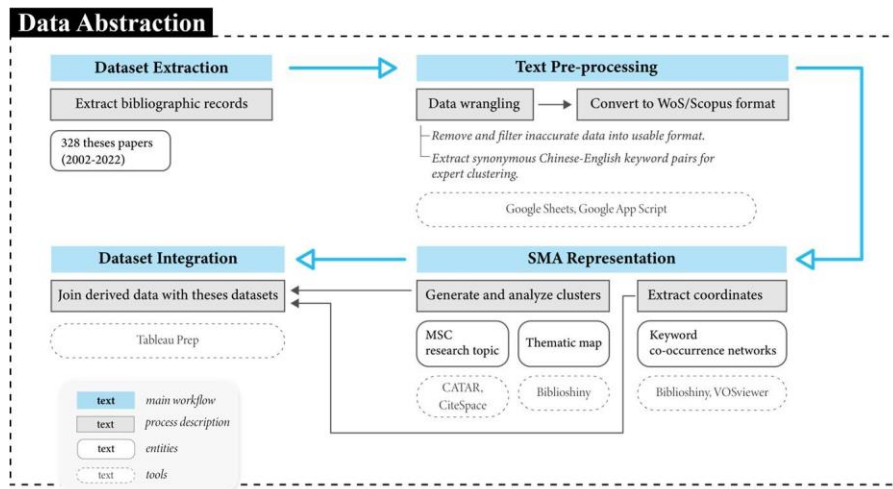 Data Abstraction
Dataset Extraction
Extract bibliographic records
328 theses papers
(2002-2022)
Text Pre-processing
Data wrangling
Convert to WoS/Scopus format
Remove and filter inaccurate data into usable format.
Extract synonymous Chinese-English keyword pairs for
expert clustering.
Google Sheets, Google App Script
Dataset Integration
Join derived data with theses datasets
Tableau Prep
SMA Representation
Generate and analyze clusters
Extract coordinates
MSC
research topic
Thematic map
Keyword
co-occurrence networks
CATAR,
CiteSpace
Biblioshiny
Biblioshiny, VOSviewer
text main workflow
text process description
text entities
text tools